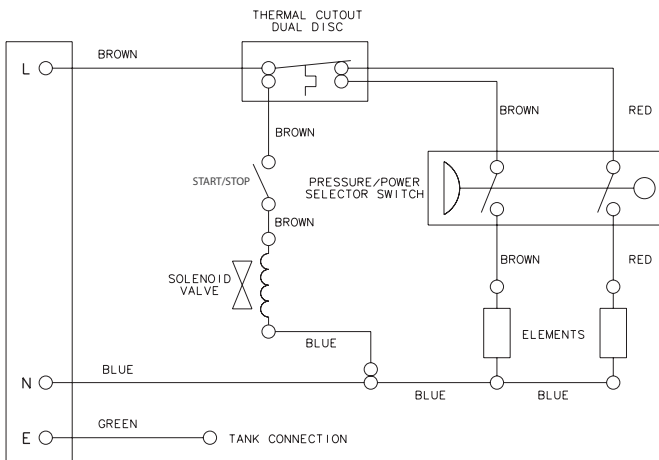 THERMAL CUTOUT
DUAL DISC
BROWN
L
BROWN
BROWN
RED
START/STOP
PRESSURE/POWER
SELECTOR SWITCH
BROWN
BROWN
RED
SOLENOID
VALVE
ELEMENTS
BLUE
BLUE
N
BLUE
BLUE
GREEN
E
TANK CONNECTION